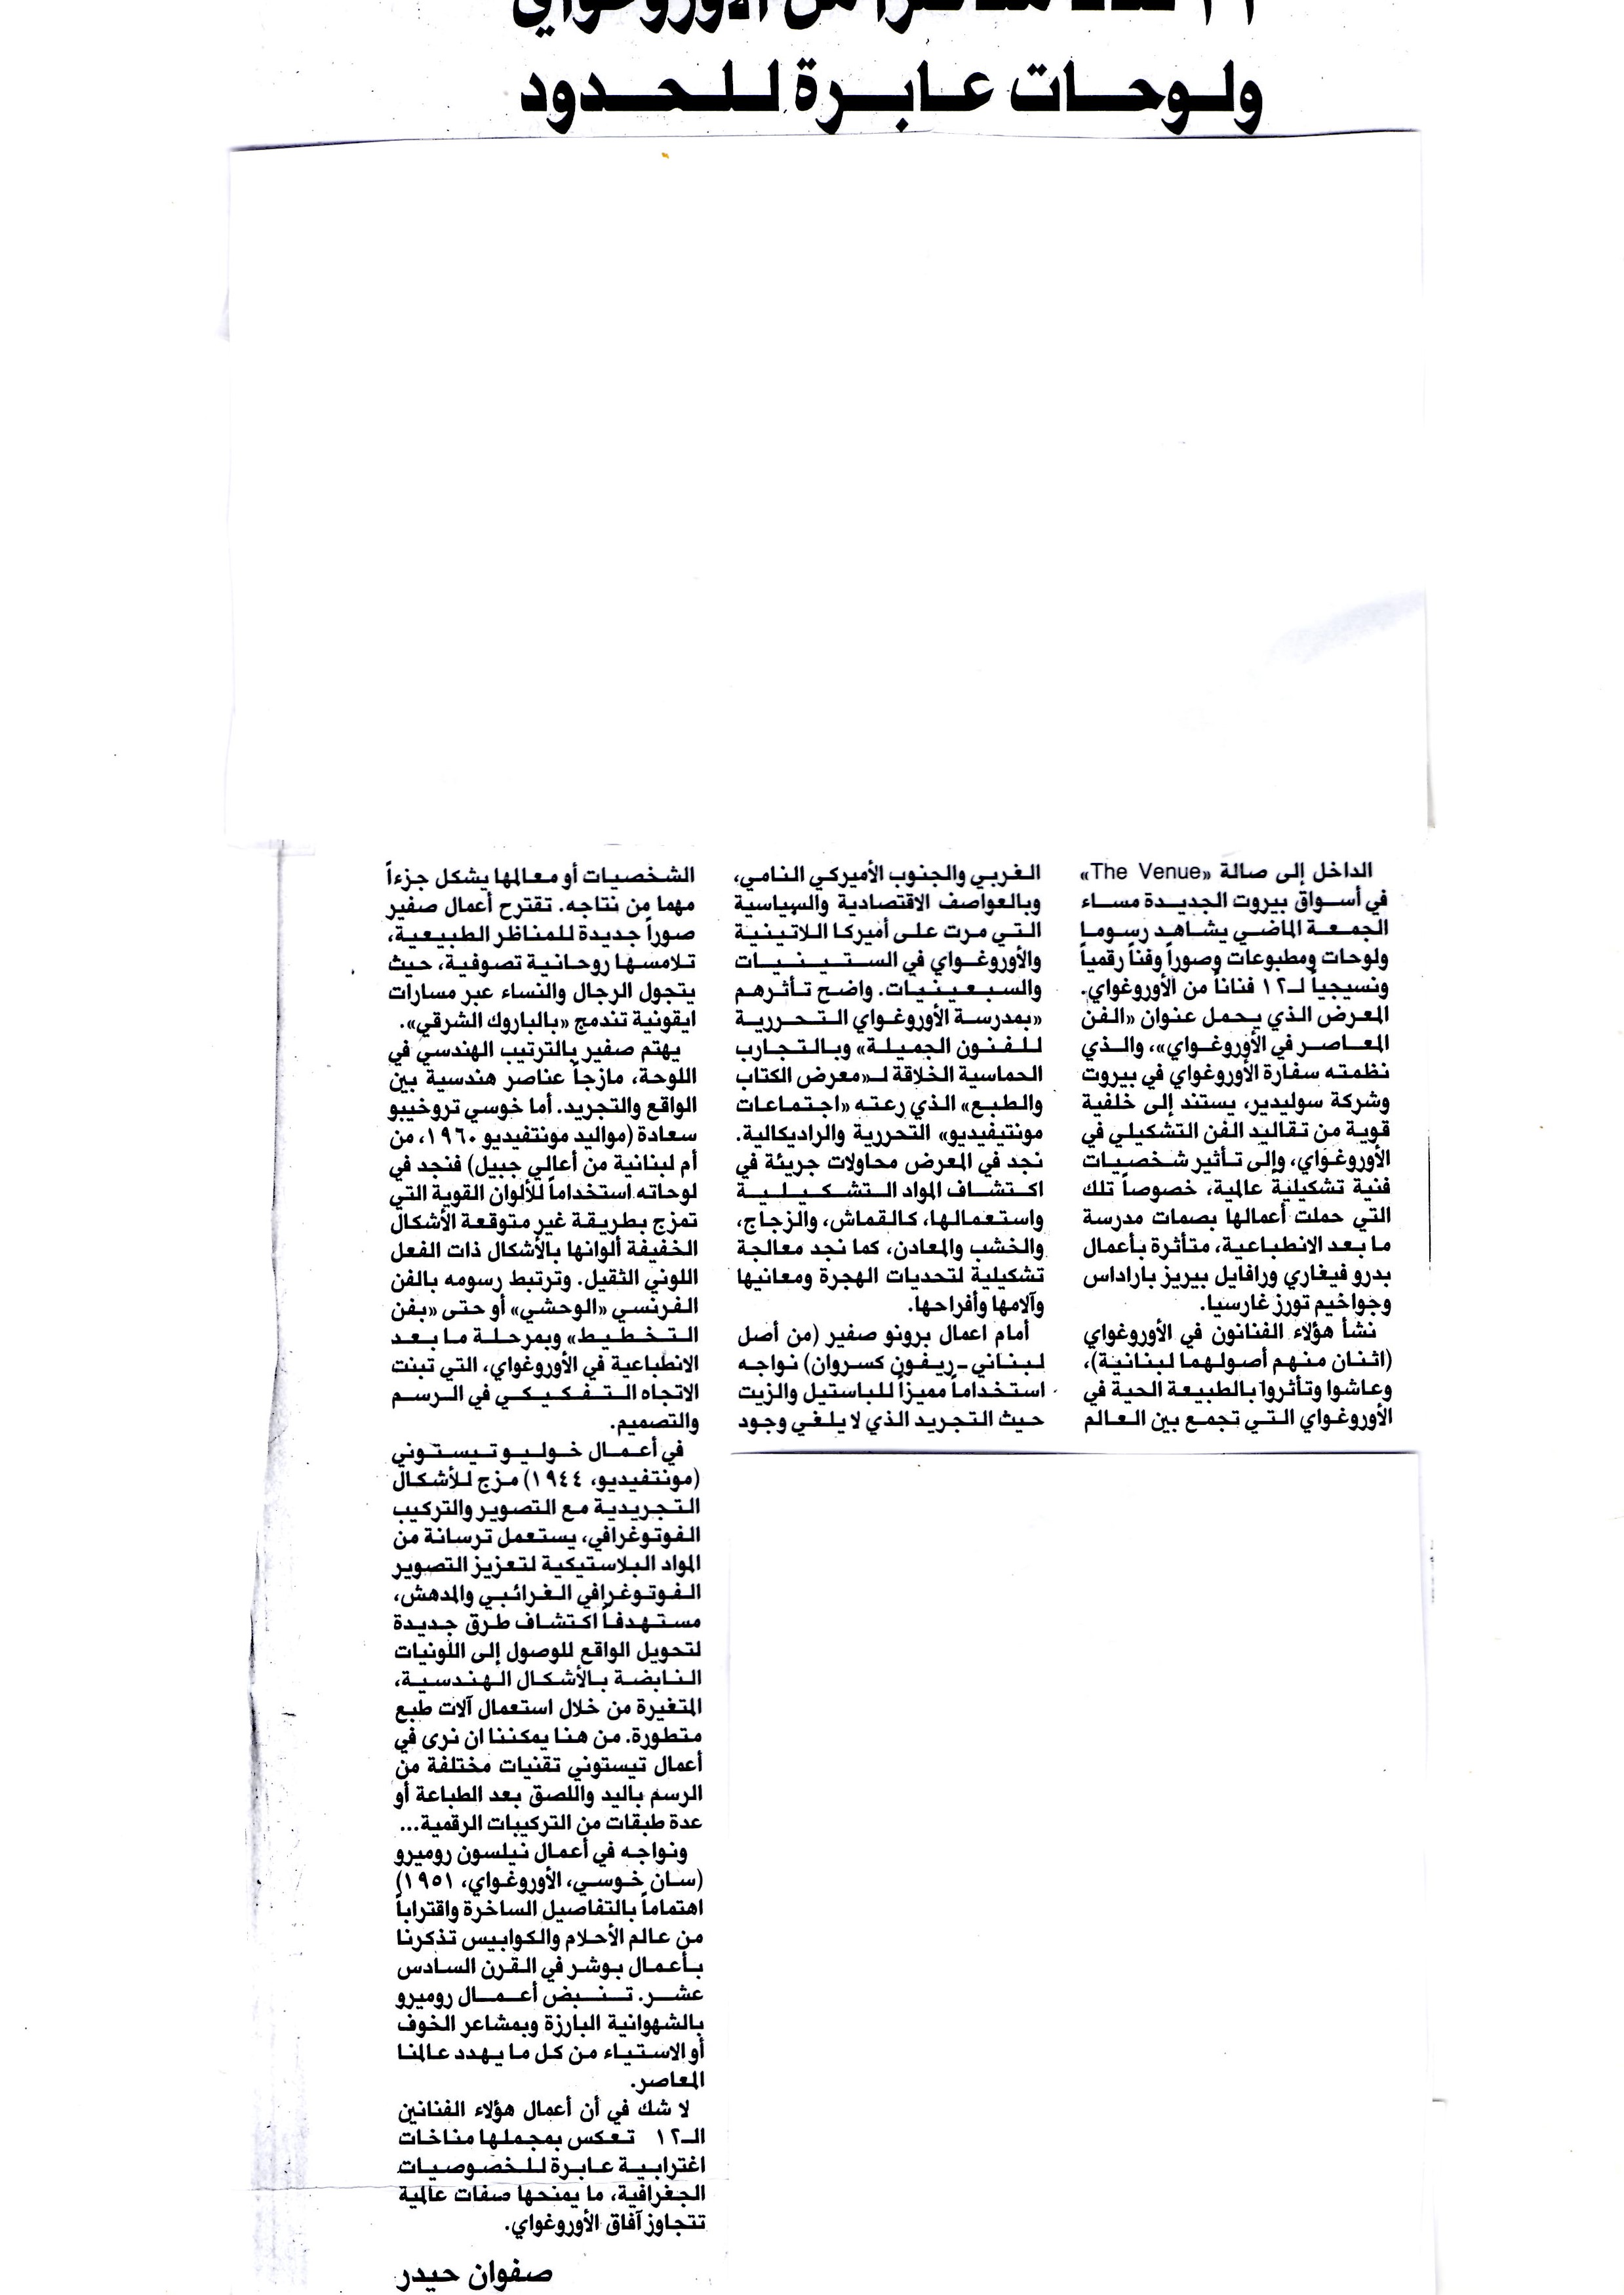 من الأوروغواي
ولوحات عابرة للحدود
الداخل إلى صالة «The Venue»
في أسواق بيروت الجديدة مساء
الجمعة الماضي يشاهد رسوما
ولوحات ومطبوعات وصوراً وفناً رقمياً
ونسيجياً لـ١٢ فناناً من الأوروغواي.
المعرض الذي يحمل عنوان «الفن
المعاصر في الأوروغواي»، والذي
نظمته سفارة الأوروغواي في بيروت
وشركة سوليدير، يستند إلى خلفية
قوية من تقاليد الفن التشكيلي في
الأوروغواي، وإلى تأثير شخصيات
فنية تشكيلية عالمية، خصوصاً تلك
التي حملت أعمالها بصمات مدرسة
ما بعد الانطباعية، متأثرة بأعمال
بدرو فيغاري ورافايل بيريز باراداس
وجواخيم تورز غارسيا.
نشأ هؤلاء الفنانون في الأوروغواي
(اثنان منهم أصولهما لبنانية)،
وعاشوا وتأثروا بالطبيعة الحية في
الأوروغواي التي تجمع بين العالم
الغربي والجنوب الأميركي النامي،
وبالعواصف الاقتصادية والسياسية
التي مرت على أميركا اللاتينية
والأوروغواي في الستينيات
والسبعينيات. واضح تأثرهم
«بمدرسة الأوروغواي التحررية
للفنون الجميلة» وبالتجارب
الحماسية الخلاقة لـ«معرض الكتاب
والطبع» الذي رعته «اجتماعات
مونتيفيديو» التحررية والراديكالية.
نجد في المعرض محاولات جريئة في
اكتشاف المواد التشكيلية
واستعمالها، كالقماش، والزجاج،
والخشب والمعادن، كما نجد معالجة
تشكيلية لتحديات الهجرة ومعانيها
وآلامها وأفراحها.
أمام اعمال برونو صفير (من أصل
لبناني-ريفون كسروان) نواجه
استخداماً مميزاً للباستيل والزيت
حيث التجريد الذي لا يلغي وجود
الشخصيات أو معالمها يشكل جزءاً
مهما من نتاجه. تقترح أعمال صفير
صوراً جديدة للمناظر الطبيعية،
تلامسها روحانية تصوفية، حيث
يتجول الرجال والنساء عبر مسارات
ايقونية تندمج «بالباروك الشرقي».
يهتم صفير بالترتيب الهندسي في
اللوحة، مازجاً عناصر هندسية بين
الواقع والتجريد. أما خوسي تروخييو
سعادة (مواليد مونتفيديو ١٩٦٠، من
أم لبنانية من أعالي جبيل) فنجد في
لوحاته استخداماً للألوان القوية التي
تمزج بطريقة غير متوقعة الأشكال
الخفيفة ألوانها بالأشكال ذات الفعل
اللوني الثقيل. وترتبط رسومه بالفن
الفرنسي «الوحشي» أو حتى «بفن
التخطيط» وبمرحلة ما بعد
الانطباعية في الأوروغواي، التي تبنت
الاتجاه التفكيكي في الرسم
والتصميم.
في أعمال خوليو تيستوني
(مونتفيديو، ١٩٤٤) مزج للأشكال
التجريدية مع التصوير والتركيب
الفوتوغرافي، يستعمل ترسانة من
المواد البلاستيكية لتعزيز التصوير
الفوتوغرافي الغرائبي والمدهش،
مستهدفاً اكتشاف طرق جديدة
لتحويل الواقع للوصول إلى اللونيات
النابضة بالأشكال الهندسية،
المتغيرة من خلال استعمال آلات طبع
متطورة. من هنا يمكننا ان نرى في
أعمال تيستوني تقنيات مختلفة من
الرسم باليد واللصق بعد الطباعة أو
عدة طبقات من التركيبات الرقمية...
ونواجه في أعمال نيلسون روميرو
(سان خوسي، الأوروغواي، ١٩٥١)
اهتماماً بالتفاصيل الساخرة واقتراباً
من عالم الأحلام والكوابيس تذكرنا
بأعمال بوشر في القرن السادس
عشر. تنبض أعمال روميرو
بالشهوانية البارزة وبمشاعر الخوف
أو الاستياء من كل ما يهدد عالمنا
المعاصر.
لا شك في أن أعمال هؤلاء الفنانين
الـ١٢ تعكس بمجملها مناخات
اغترابية عابرة للخصوصيات
الجغرافية، ما يمنحها صفات عالمية
تتجاوز آفاق الأوروغواي.
صفوان حيدر